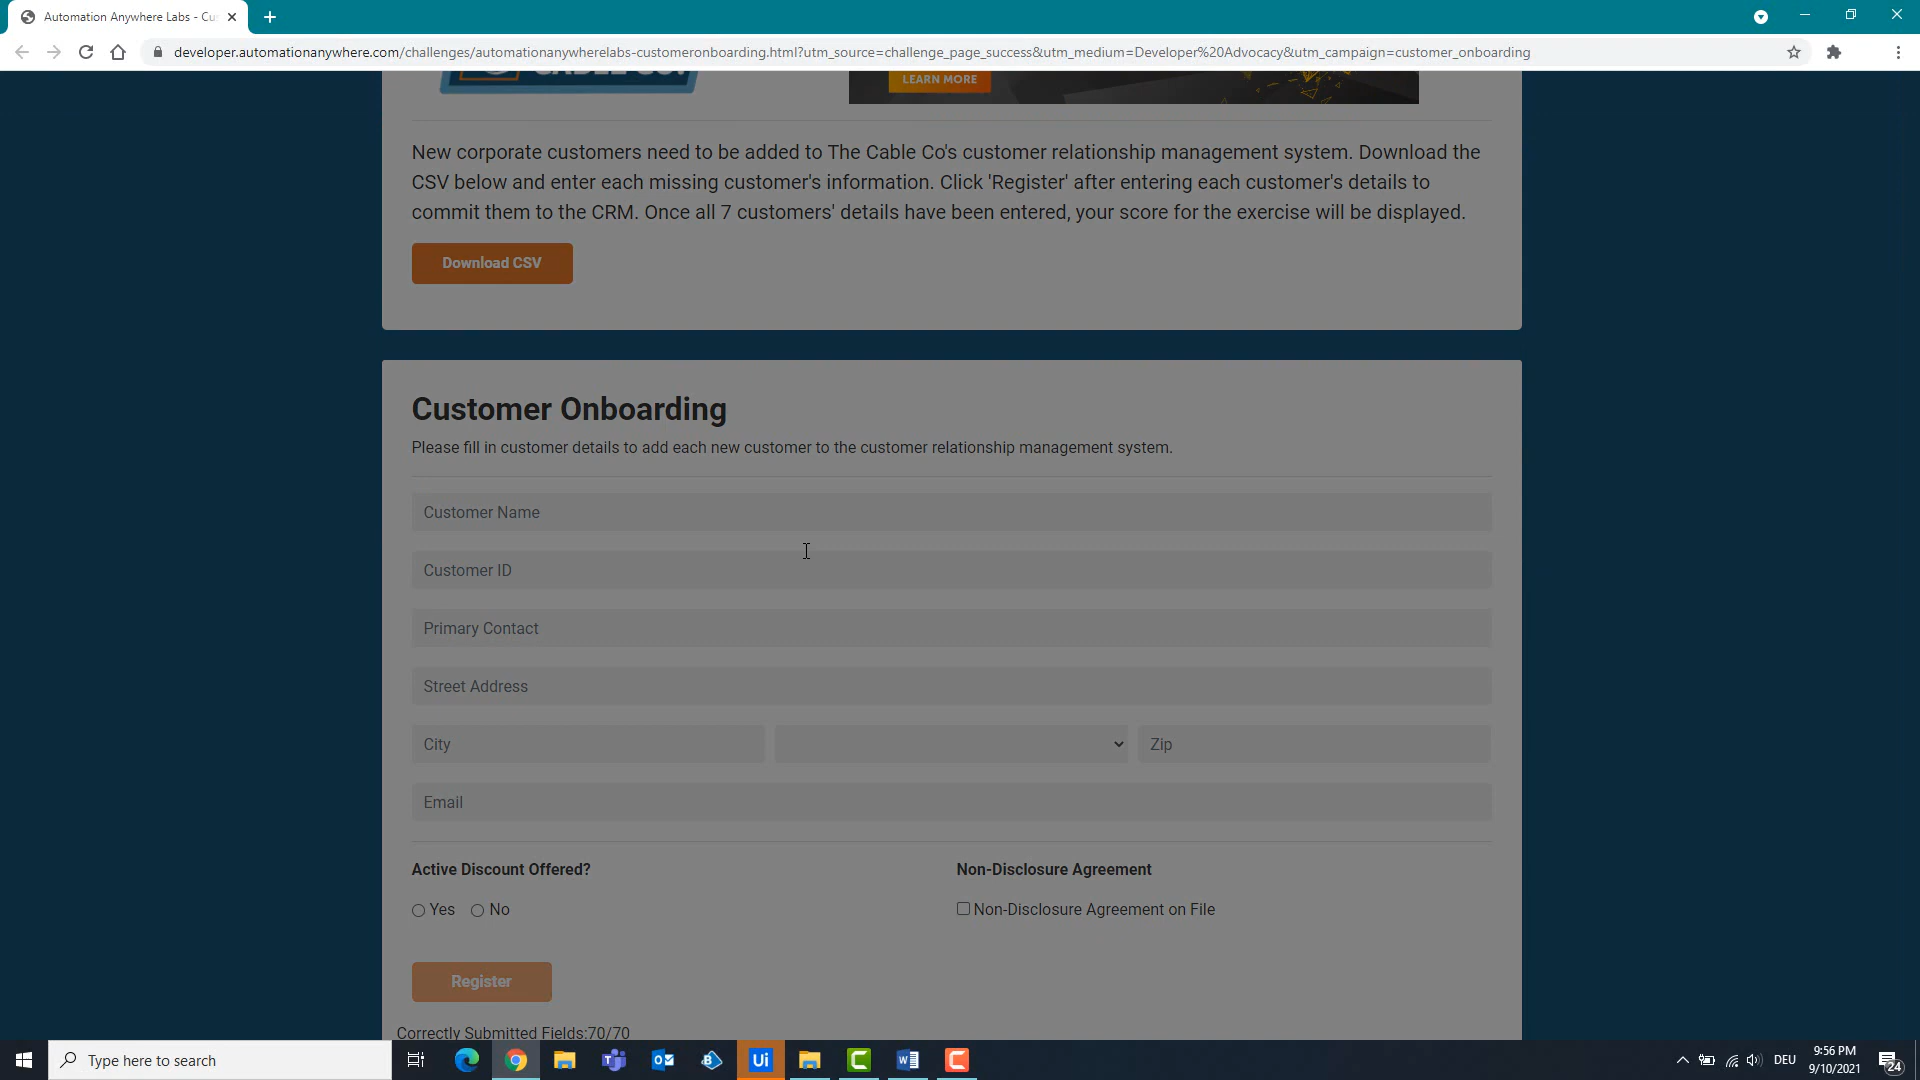 Automation Anywhere Labs - Cu
developer.automationanywhere.com/challenges/automationanywherelabs-customeronboarding.html?utm_source=challenge_page_success&utm_medium=Developer%20Advocacy&utm_campaign=customer_onboarding
LEARN MORE
New corporate customers need to be added to The Cable Co's customer relationship management system. Download the
CSV below and enter each missing customer's information. Click 'Register' after entering each customer's details to
commit them to the CRM. Once all 7 customers' details have been entered, your score for the exercise will be displayed.
Download CSV
Customer Onboarding
Please fill in customer details to add each new customer to the customer relationship management system.
Customer Name
Customer ID
Primary Contact
Street Address
City
Zip
Email
Active Discount Offered?
Non-Disclosure Agreement
Yes
No
Non-Disclosure Agreement on File
Register
Correctly Submitted Fields:70/70
Type here to search
Ui
DEU
9:56 PM
9/10/2021
24